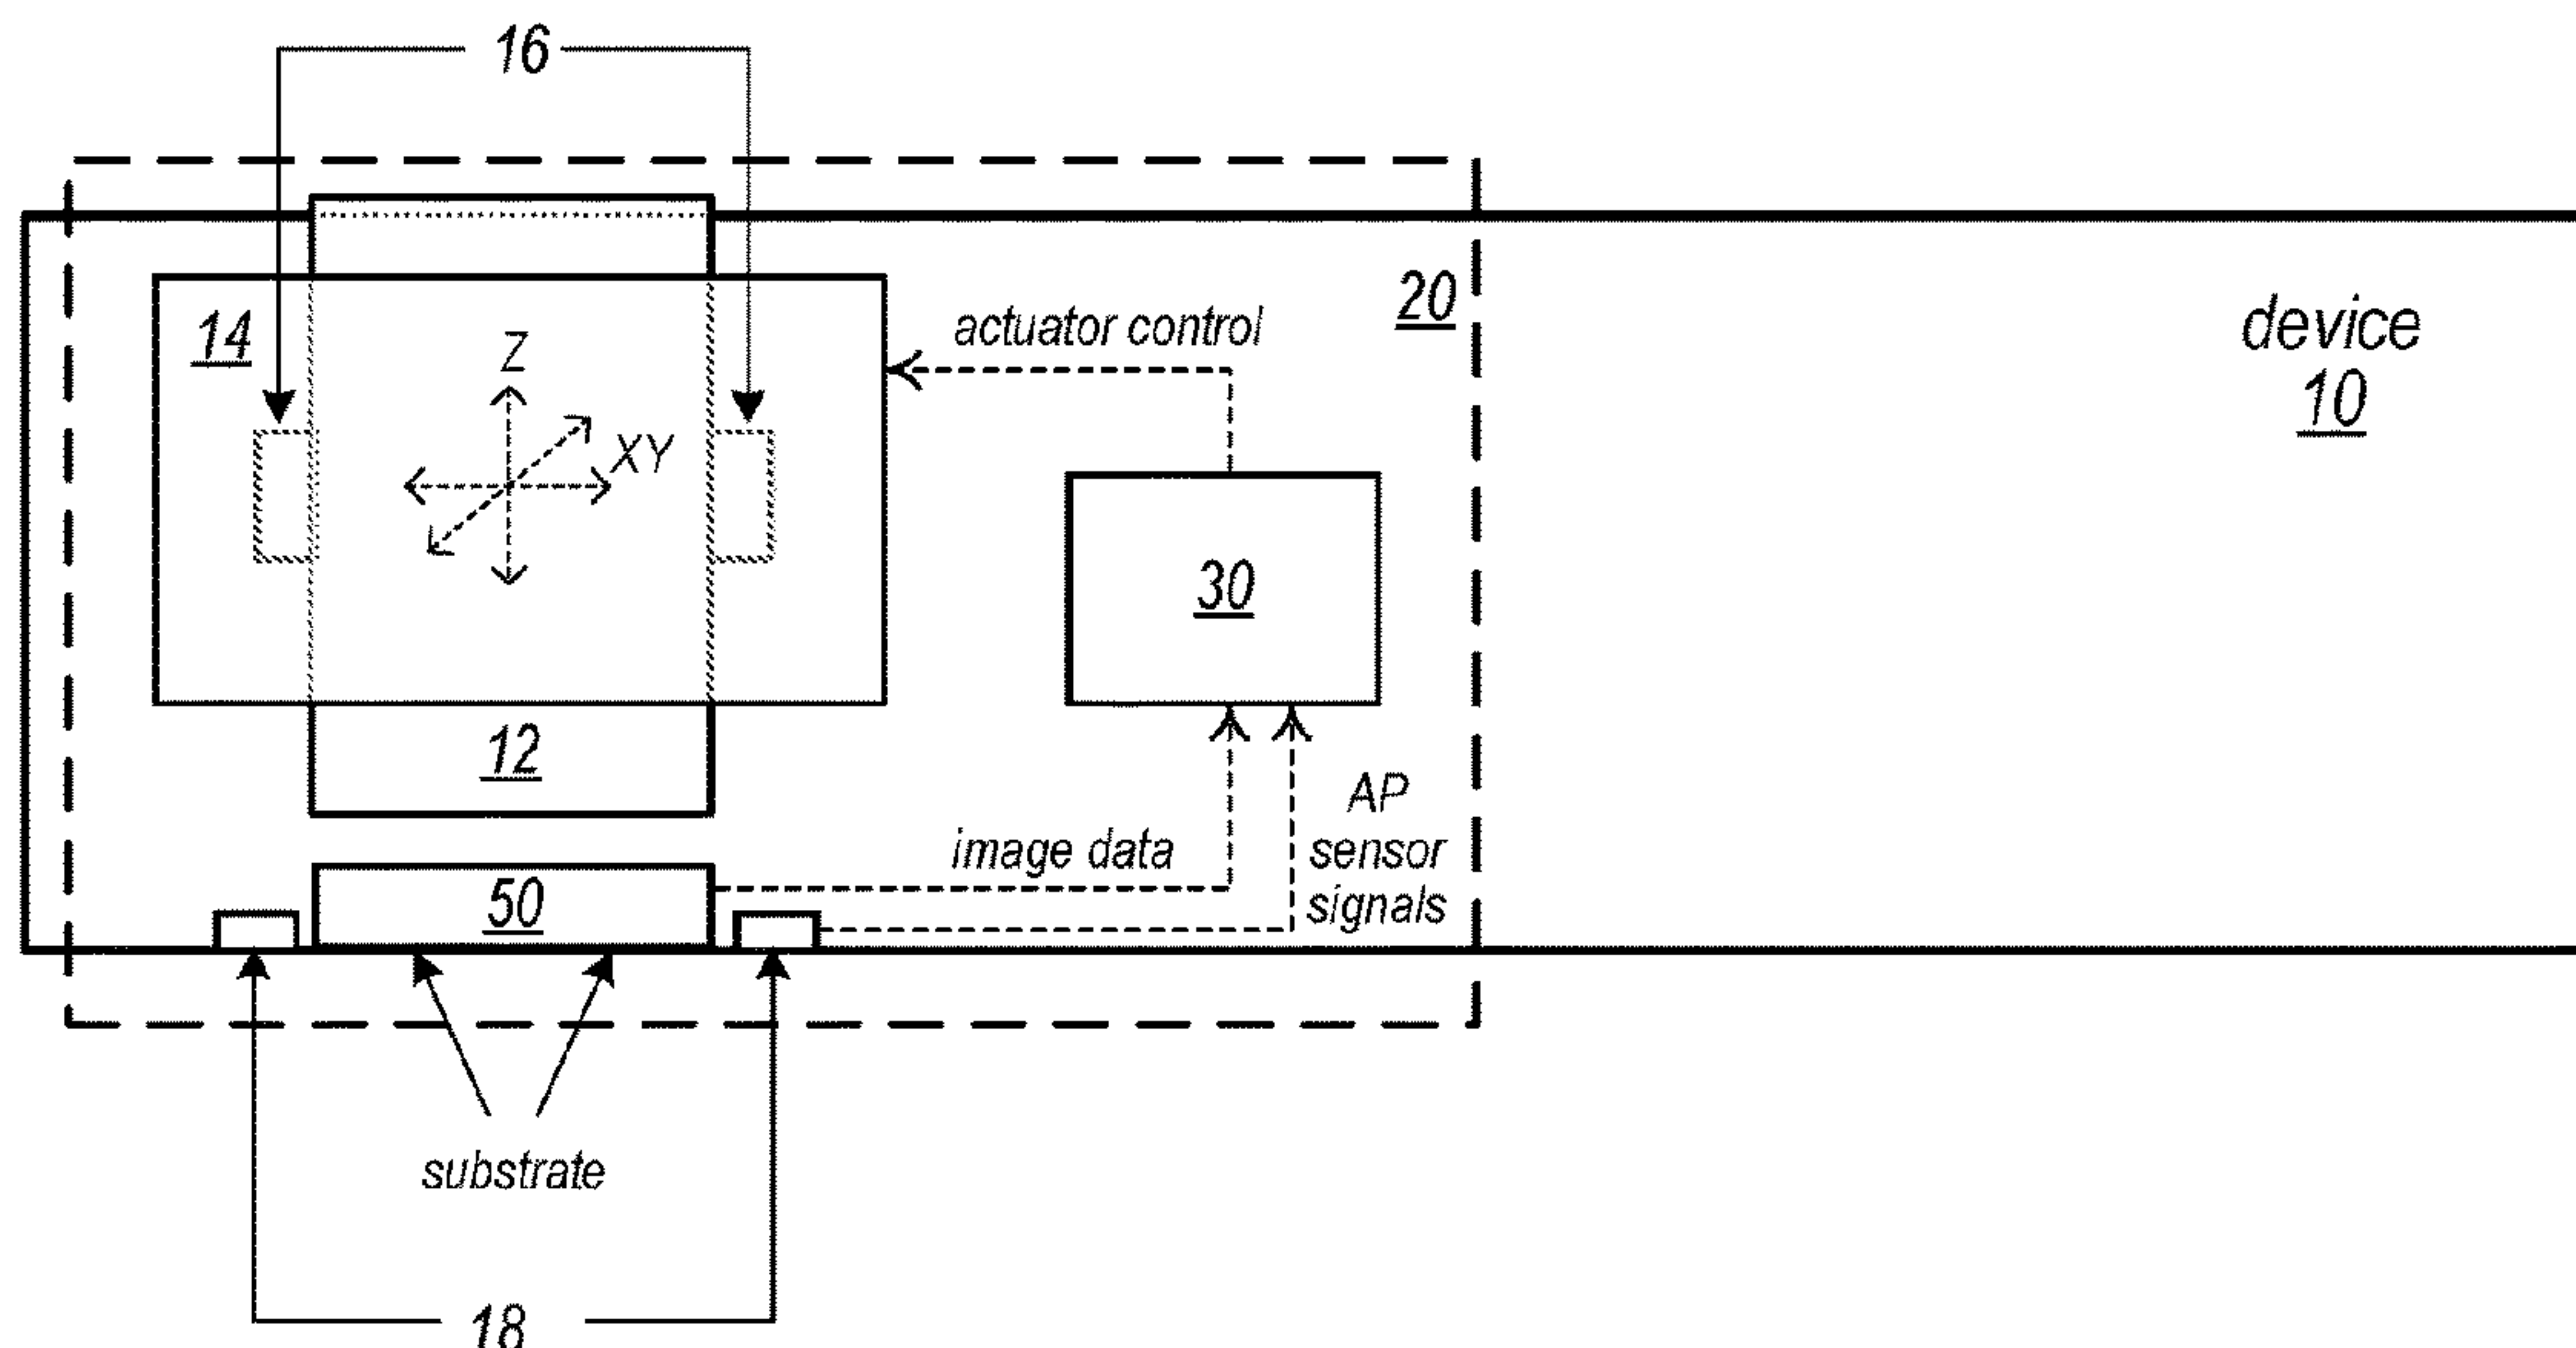 16
20
device
10
actuator control
14
Z
XY
30
12
AP
sensor
signals
image data
50
substrate
18